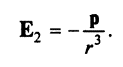 E₂ = − p / r³ .